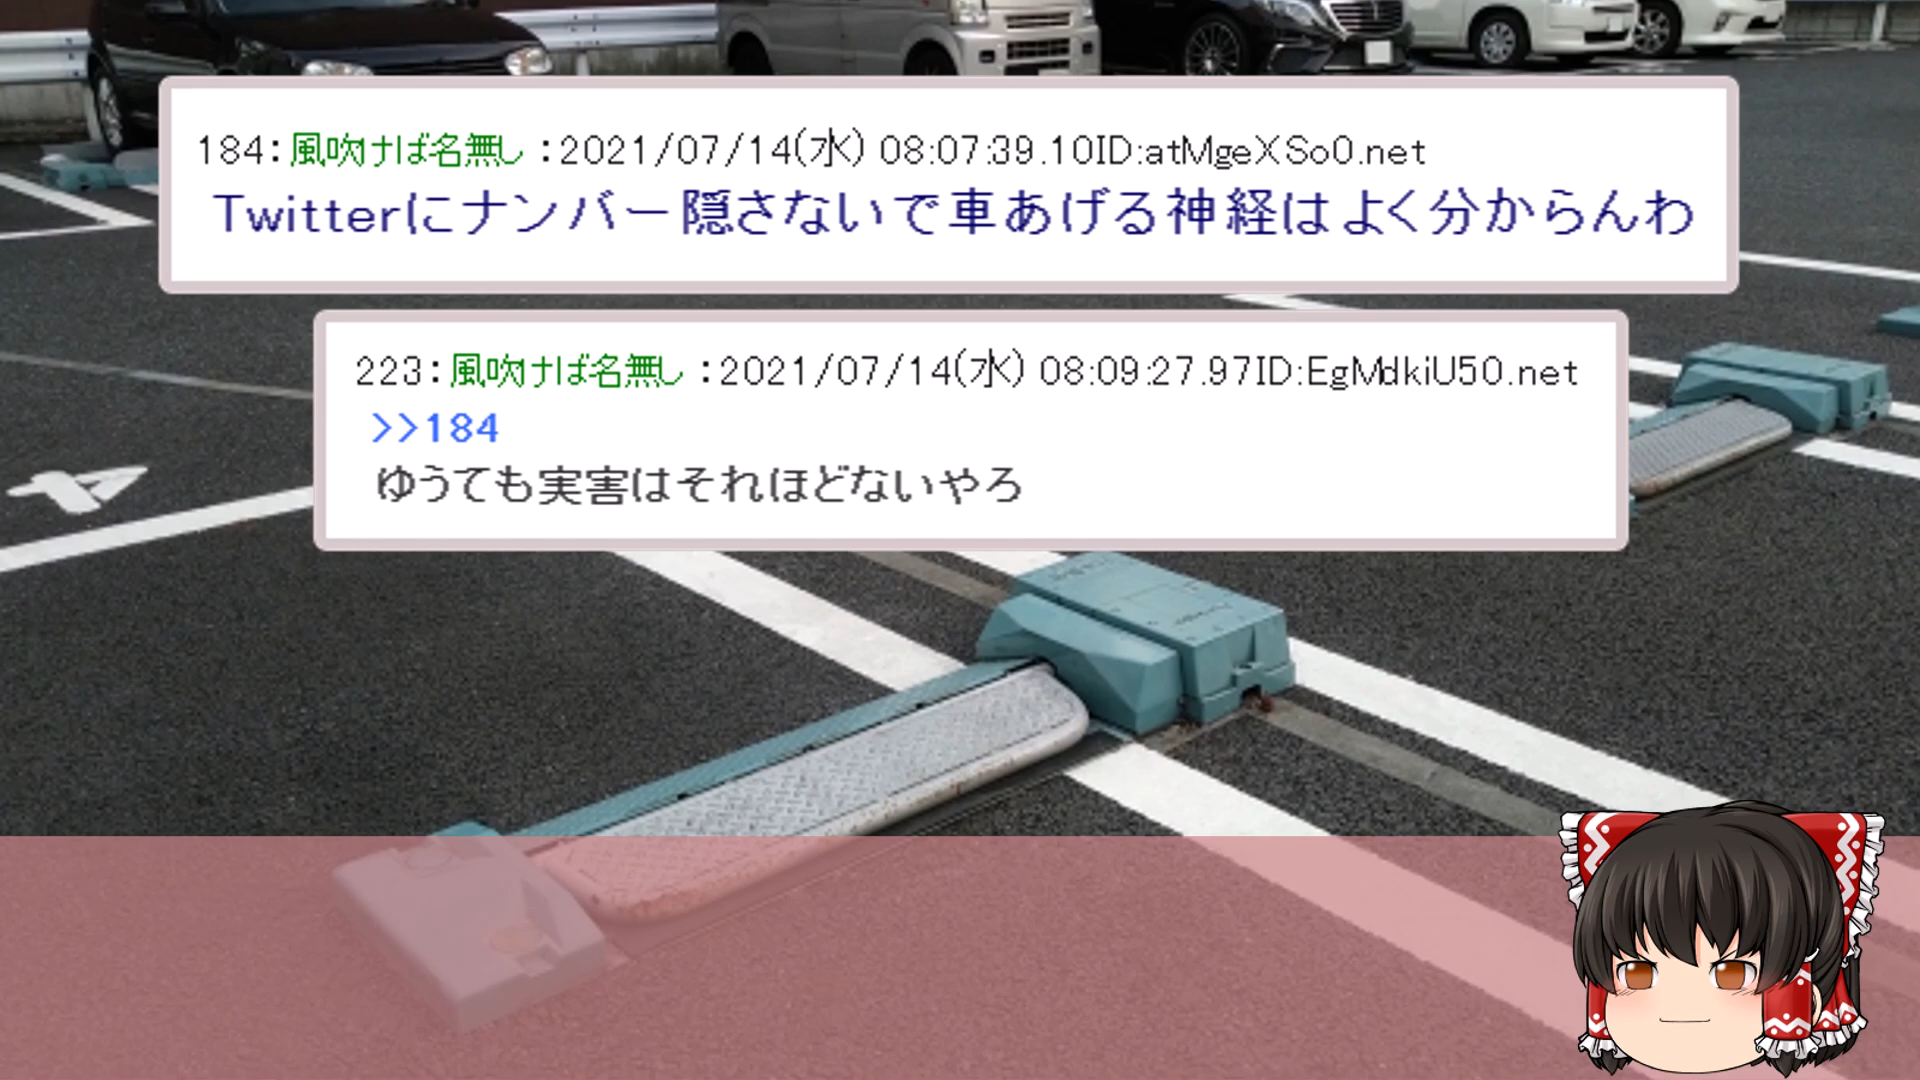 184:風吹けば名無し:2021/07/14(水) 08:07:39.10ID:atMgeXSo0.net
Twitterにナンバー隠さないで車あげる神経はよく分からんわ
223:風吹けば名無し:2021/07/14(水) 08:09:27.97ID:EgMdkiU50.net
>>184
ゆうても実害はそれほどないやろ
4